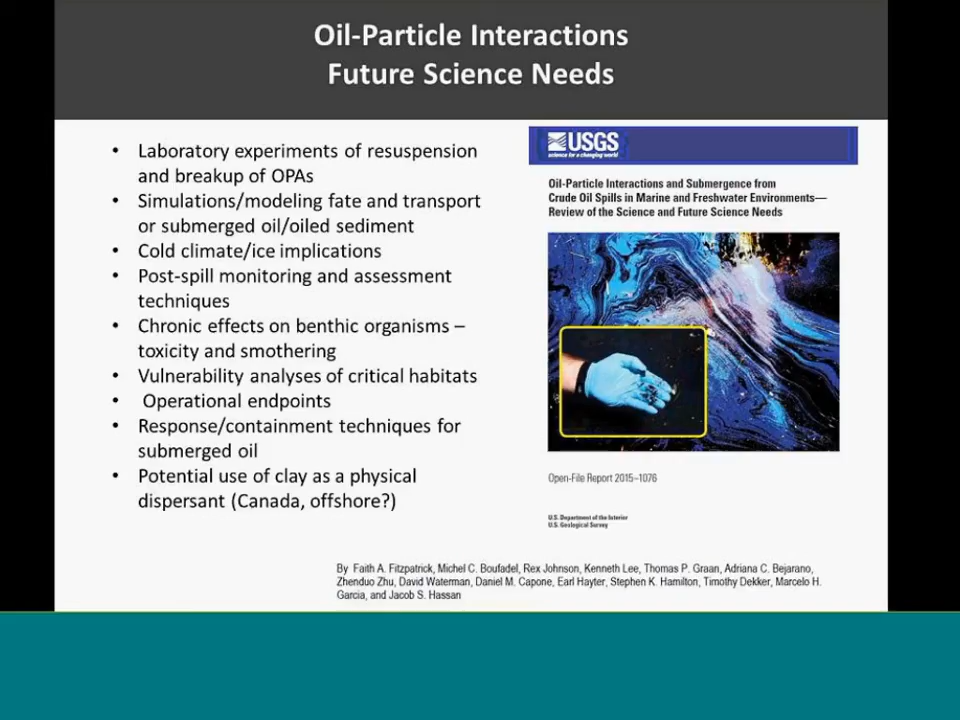 Oil-Particle Interactions
Future Science Needs
• Laboratory experiments of resuspension
and breakup of OPAs
• Simulations/modeling fate and transport
or submerged oil/oiled sediment
• Cold climate/ice implications
• Post-spill monitoring and assessment
techniques
• Chronic effects on benthic organisms –
toxicity and smothering
• Vulnerability analyses of critical habitats
• Operational endpoints
• Response/containment techniques for
submerged oil
• Potential use of clay as a physical
dispersant (Canada, offshore?)
USGS
science for a changing world
Oil-Particle Interactions and Submergence from
Crude Oil Spills in Marine and Freshwater Environments—
Review of the Science and Future Science Needs
Open-File Report 2015–1076
U.S. Department of the Interior
U.S. Geological Survey
By Faith A. Fitzpatrick, Michel C. Boufadel, Rex Johnson, Kenneth Lee, Thomas P. Graan, Adriana C. Bejarano,
Zhenduo Zhu, David Waterman, Daniel M. Capone, Earl Hayter, Stephen K. Hamilton, Timothy Dekker, Marcelo H.
Garcia, and Jacob S. Hassan